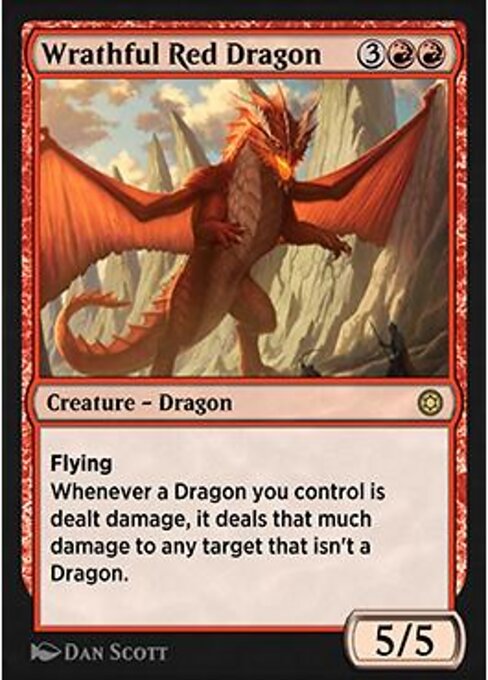 Wrathful Red Dragon 3
Creature – Dragon
Flying
Whenever a Dragon you control is
dealt damage, it deals that much
damage to any target that isn't a
Dragon.
5/5
DAN SCOTT